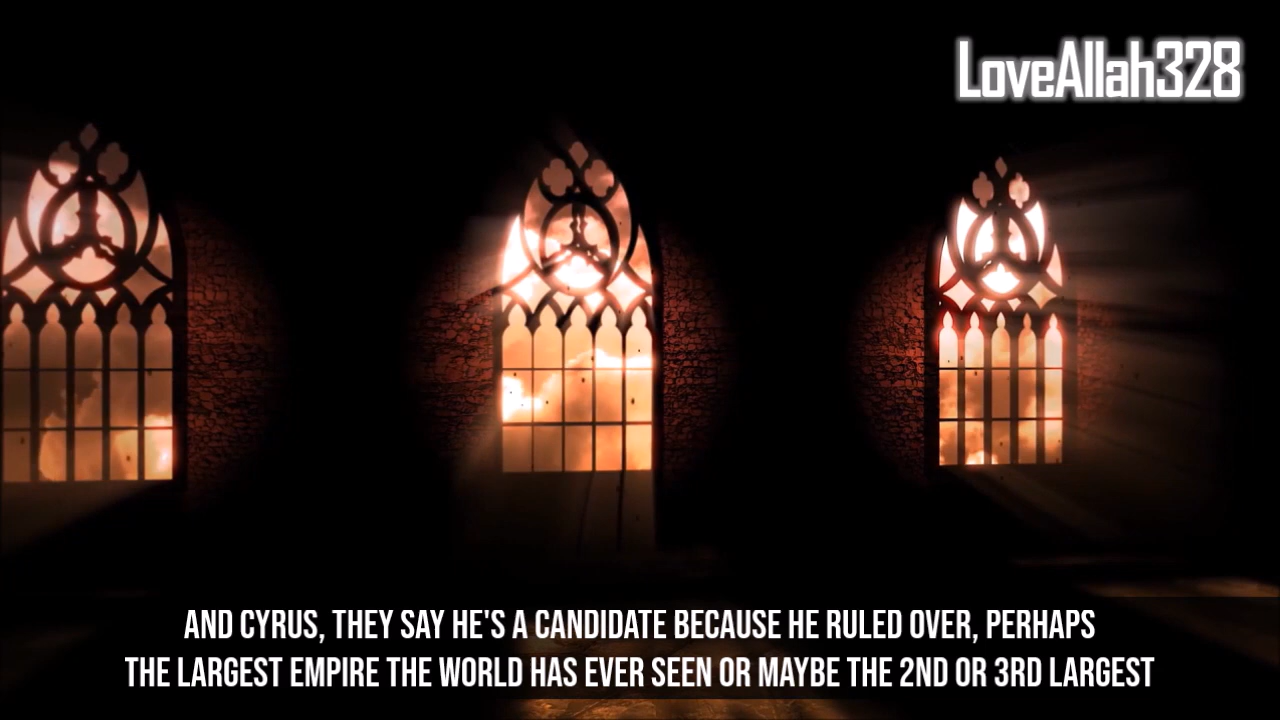 LoveAllah328
AND CYRUS, THEY SAY HE'S A CANDIDATE BECAUSE HE RULED OVER, PERHAPS
THE LARGEST EMPIRE THE WORLD HAS EVER SEEN OR MAYBE THE 2ND OR 3RD LARGEST